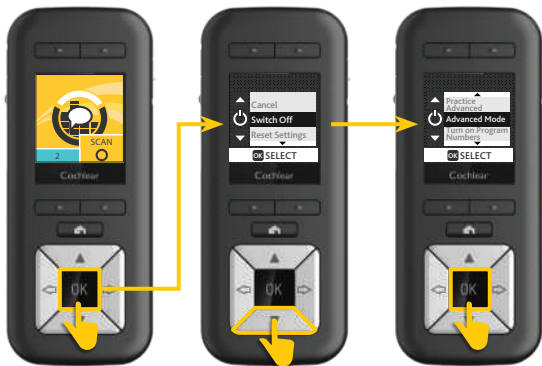 SCAN
2
Cochlear
OK
Cancel
Switch Off
Reset Settings
OK SELECT
Cochlear
OK
Practice
Advanced
Advanced Mode
Turn on Program
Numbers
OK SELECT
Cochlear
OK